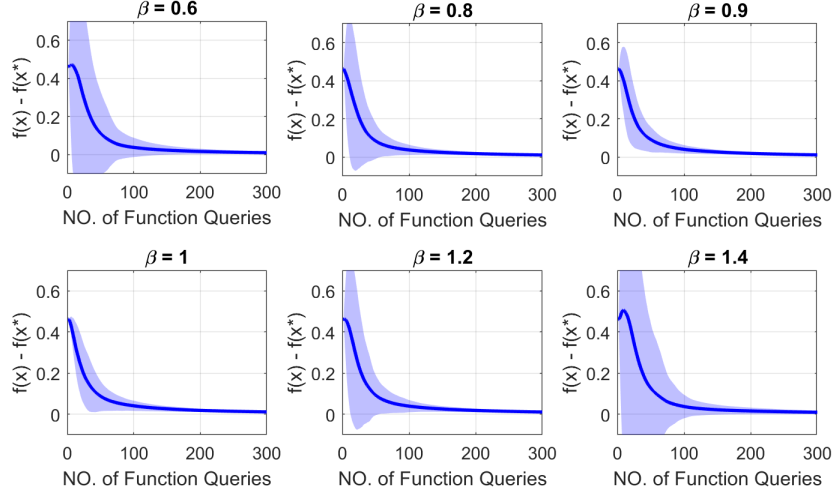 β = 0.6
f(x) - f(x*)
0.6
0.4
0.2
0
0 100 200 300
NO. of Function Queries
β = 0.8
f(x) - f(x*)
0.6
0.4
0.2
0
0 100 200 300
NO. of Function Queries
β = 0.9
f(x) - f(x*)
0.6
0.4
0.2
0
0 100 200 300
NO. of Function Queries
β = 1
f(x) - f(x*)
0.6
0.4
0.2
0
0 100 200 300
NO. of Function Queries
β = 1.2
f(x) - f(x*)
0.6
0.4
0.2
0
0 100 200 300
NO. of Function Queries
β = 1.4
f(x) - f(x*)
0.6
0.4
0.2
0
0 100 200 300
NO. of Function Queries